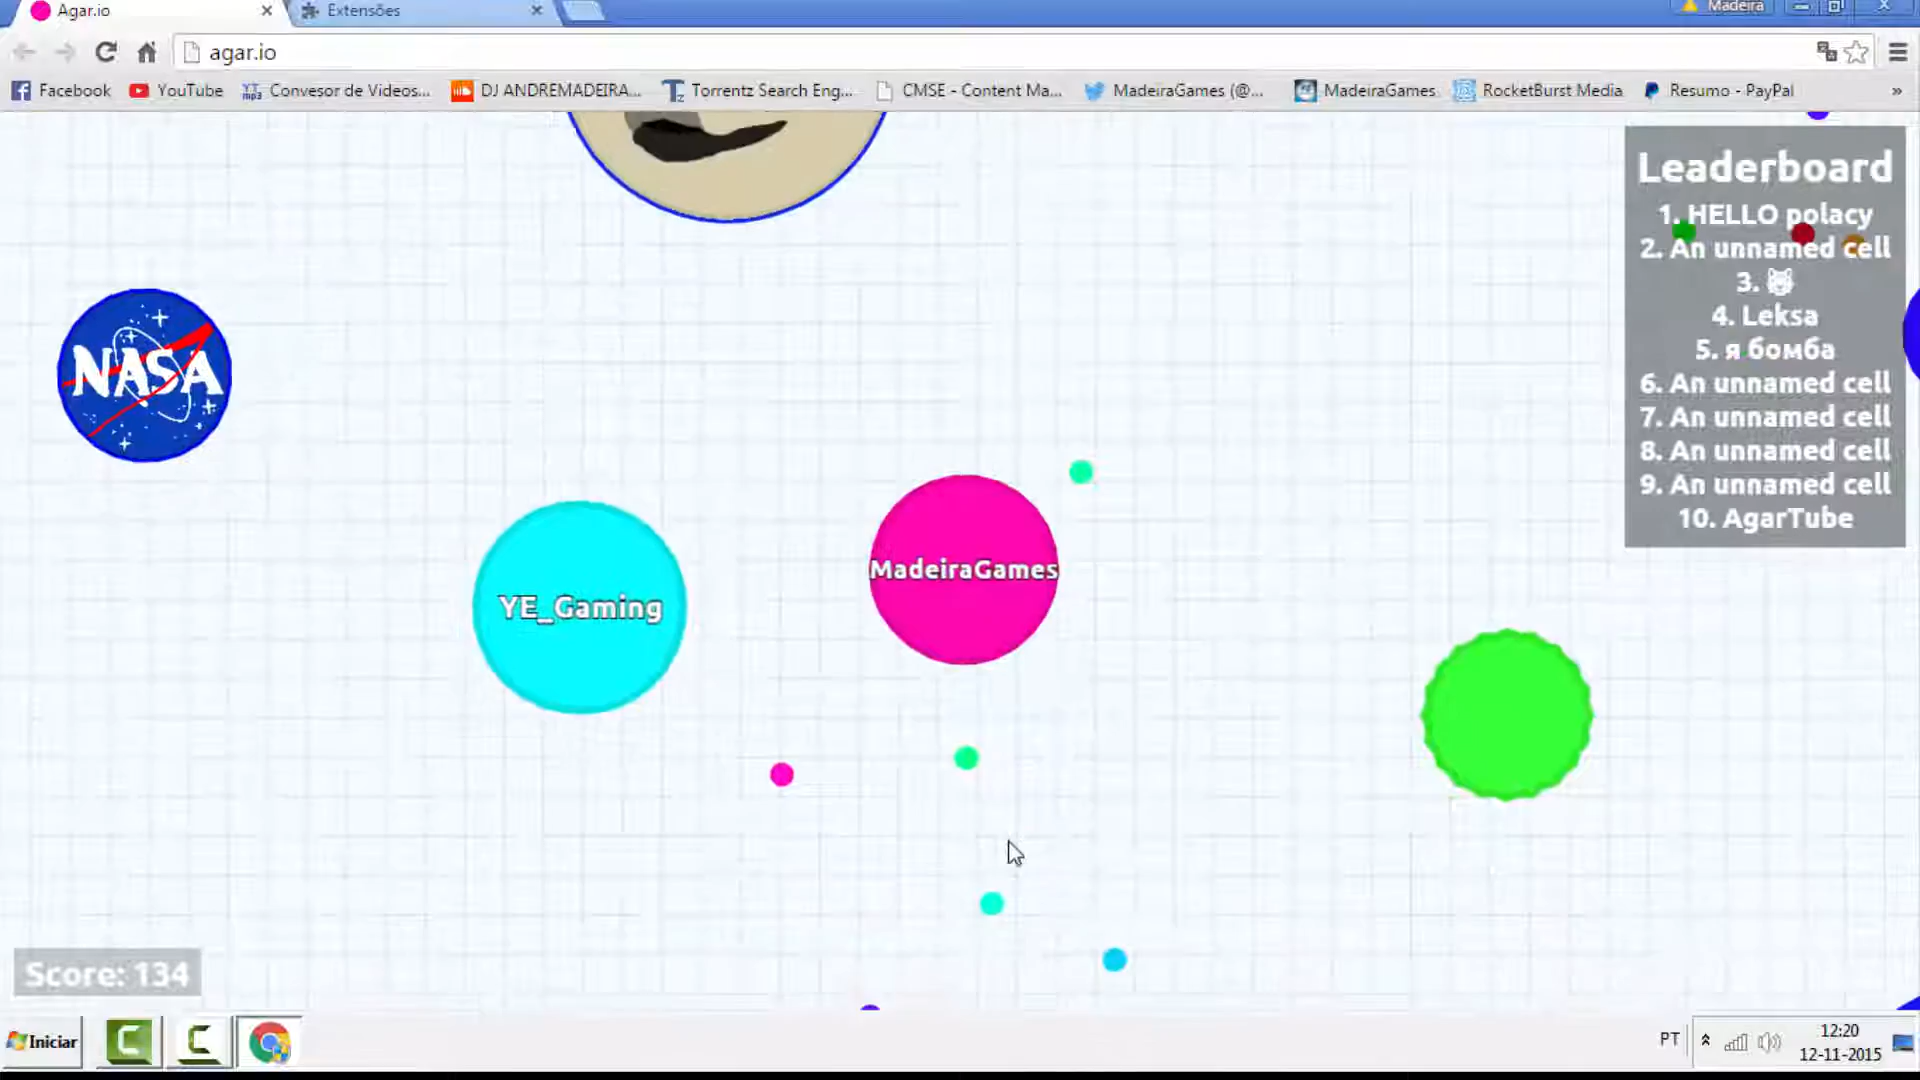 Agar.io
Extensões
Madeira
agar.io
Facebook
YouTube
Convesor de Videos...
DJ ANDREMADEIRA...
Torrentz Search Eng...
CMSE - Content Ma...
MadeiraGames (@...
MadeiraGames
RocketBurst Media
Resumo - PayPal
»
Leaderboard
1. HELLO polacy
2. An unnamed cell
3. 🐱
4. Leksa
5. я бомба
6. An unnamed cell
7. An unnamed cell
8. An unnamed cell
9. An unnamed cell
10. AgarTube
NASA
MadeiraGames
YE_Gaming
Score: 134
Iniciar
PT
12:20
12-11-2015